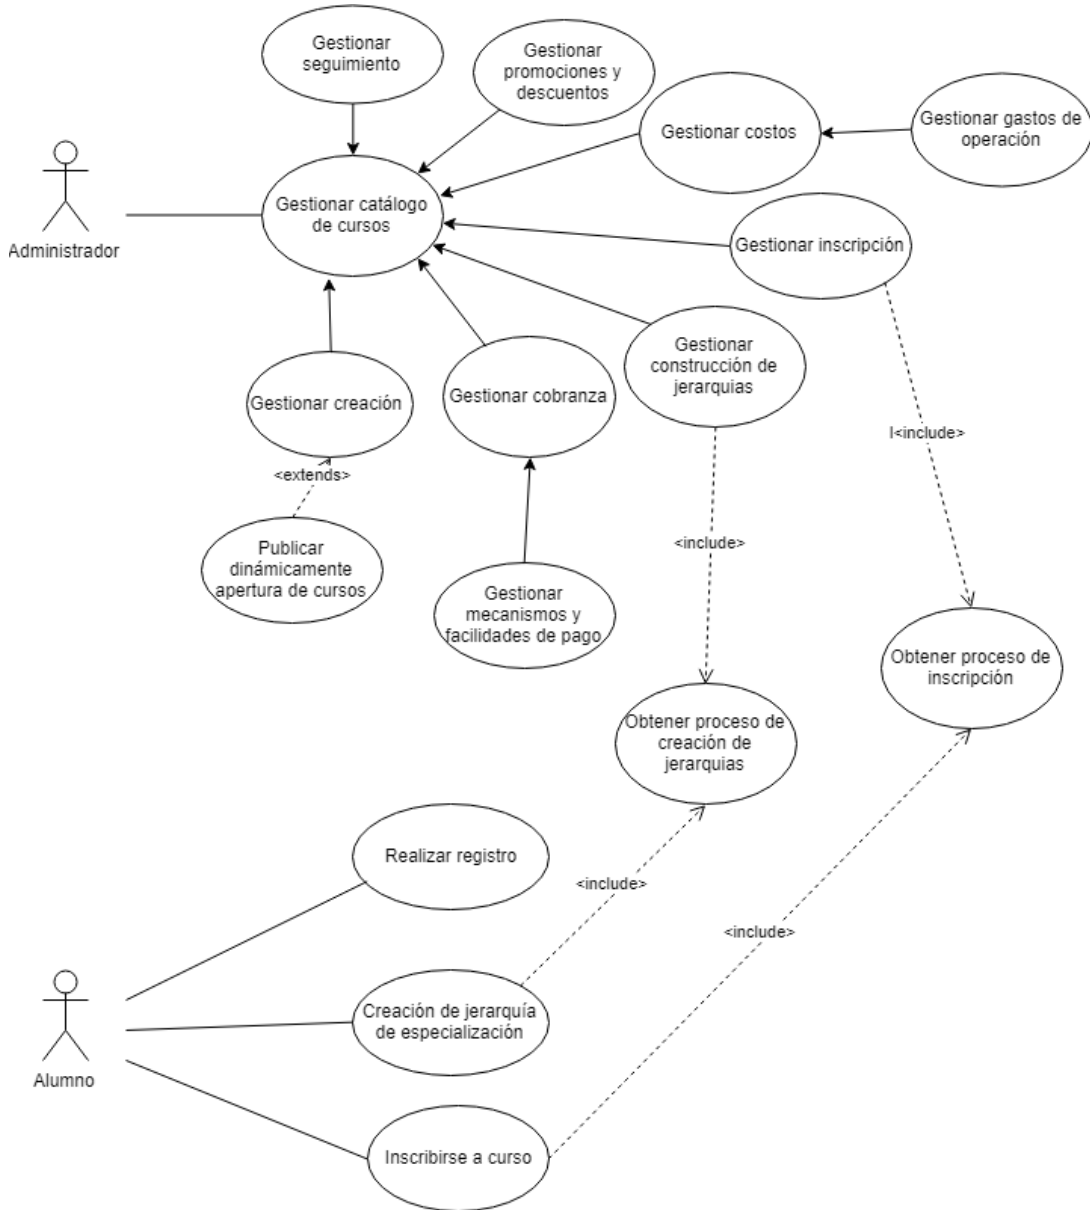 Gestionar
seguimiento
Gestionar
promociones y
descuentos
Gestionar costos
Gestionar gastos de
operación
Administrador
Gestionar catálogo
de cursos
Gestionar inscripción
Gestionar creación
Gestionar cobranza
Gestionar
construcción de
jerarquias
<extends>
I<include>
Publicar
dinámicamente
apertura de cursos
<include>
Gestionar
mecanismos y
facilidades de pago
Obtener proceso de
inscripción
Obtener proceso de
creación de
jerarquias
Realizar registro
<include>
<include>
Creación de jerarquía
de especialización
Alumno
Inscribirse a curso